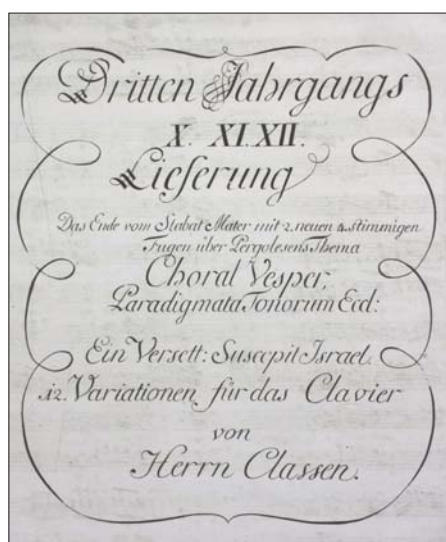 Dritten Jahrgangs
X. XI. XII.
Lieferung
Das Ende vom Stabat Mater mit 2. neuen 4. stimmigen
Fugen über Pergolesens Thema
Choral Vesper,
Paradigmata Tonorum Eccl:
Ein Versett: Suscepit Israel.
12. Variationen für das Clavier
von
Herrn Classen.